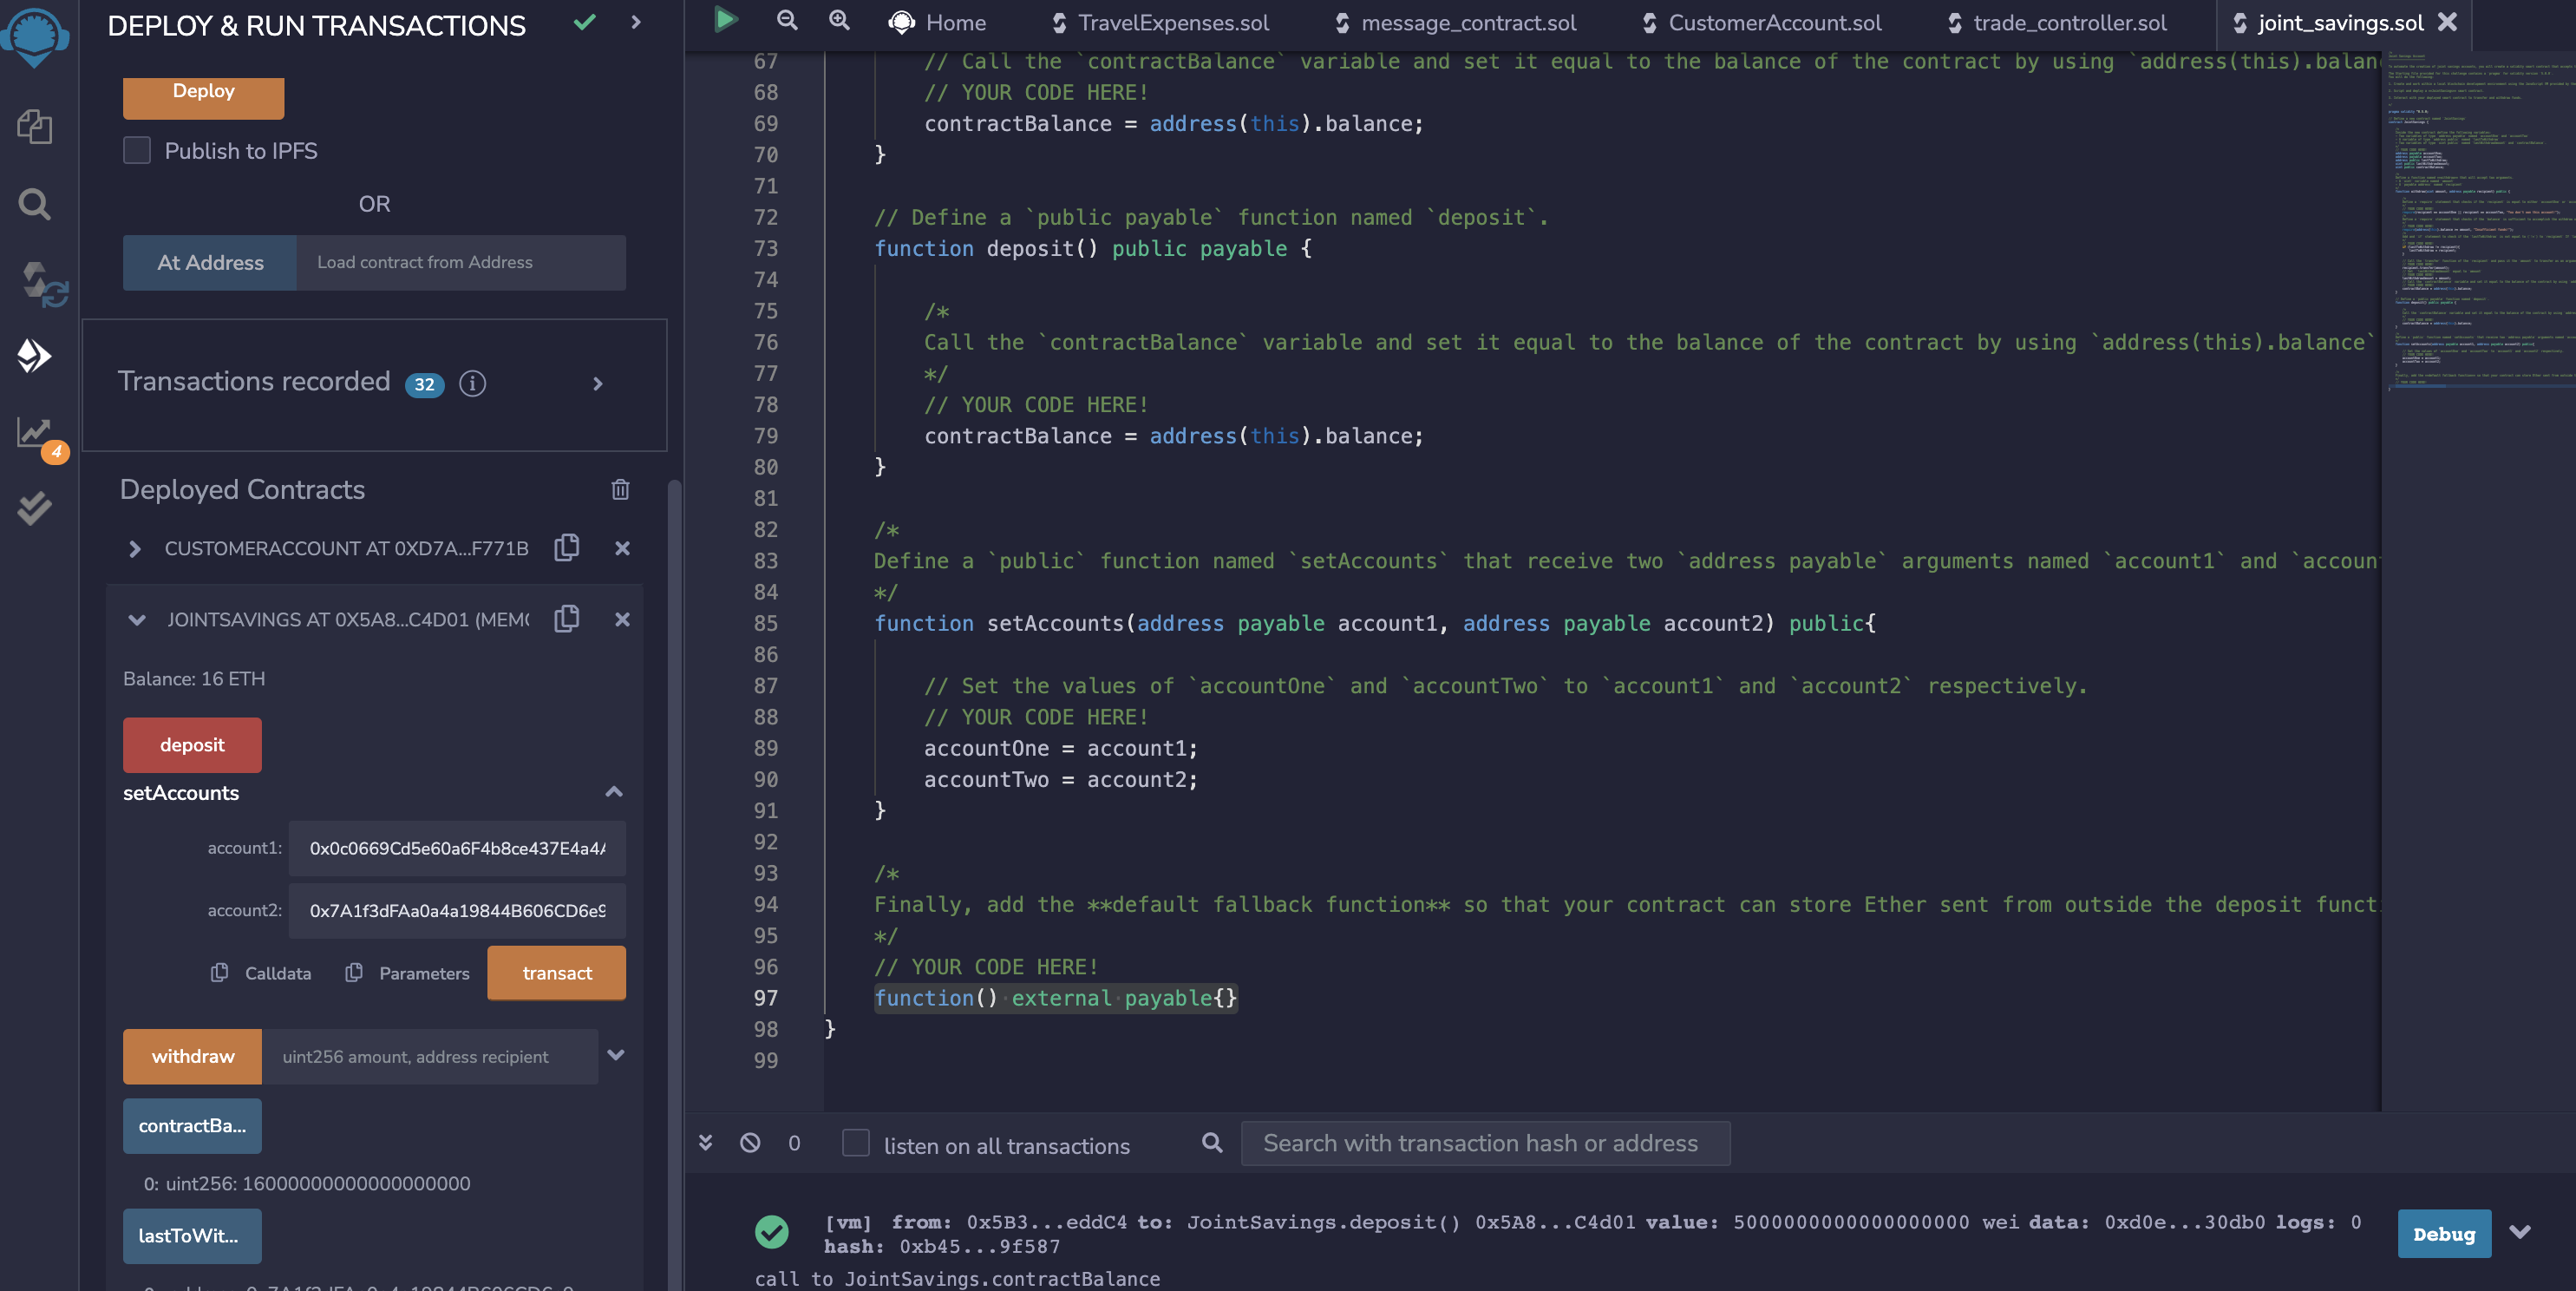 DEPLOY & RUN TRANSACTIONS
Deploy
Publish to IPFS
OR
At Address
Load contract from Address
Transactions recorded 32 i
4
Deployed Contracts
CUSTOMERACCOUNT AT 0XD7A...F771B
JOINTSAVINGS AT 0X5A8...C4D01 (MEMO
Balance: 16 ETH
deposit
setAccounts
account1: 0x0c0669Cd5e60a6F4b8ce437E4a4A
account2: 0x7A1f3dFAa0a4a19844B606CD6e9
Calldata Parameters transact
withdraw uint256 amount, address recipient
contractBa...
0: uint256: 16000000000000000000
lastToWit...
Home TravelExpenses.sol message_contract.sol CustomerAccount.sol trade_controller.sol joint_savings.sol
67 // Call the `contractBalance` variable and set it equal to the balance of the contract by using `address(this).balan
68 // YOUR CODE HERE!
69 contractBalance = address(this).balance;
70 }
71
72 // Define a `public payable` function named `deposit`.
73 function deposit() public payable {
74
75 /*
76 Call the `contractBalance` variable and set it equal to the balance of the contract by using `address(this).balance`
77 */
78 // YOUR CODE HERE!
79 contractBalance = address(this).balance;
80 }
81
82 /*
83 Define a `public` function named `setAccounts` that receive two `address payable` arguments named `account1` and `accoun
84 */
85 function setAccounts(address payable account1, address payable account2) public{
86
87 // Set the values of `accountOne` and `accountTwo` to `account1` and `account2` respectively.
88 // YOUR CODE HERE!
89 accountOne = account1;
90 accountTwo = account2;
91 }
92
93 /*
94 Finally, add the **default fallback function** so that your contract can store Ether sent from outside the deposit functi
95 */
96 // YOUR CODE HERE!
97 function() external payable{}
98 }
99
0 listen on all transactions Search with transaction hash or address
[vm] from: 0x5B3...eddC4 to: JointSavings.deposit() 0x5A8...C4d01 value: 5000000000000000000 wei data: 0xd0e...30db0 logs: 0
hash: 0xb45...9f587
Debug
call to JointSavings.contractBalance